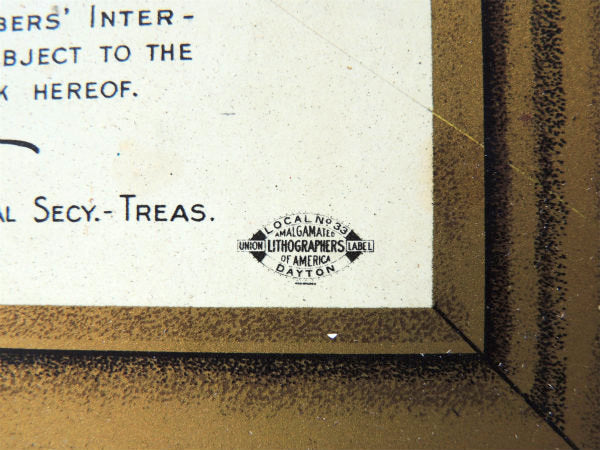 BERS' INTER-
BJECT TO THE
K HEREOF.
AL SECY.-TREAS.
LOCAL No 33
AMALGAMATED
UNION LITHOGRAPHERS LABEL
OF AMERICA
DAYTON